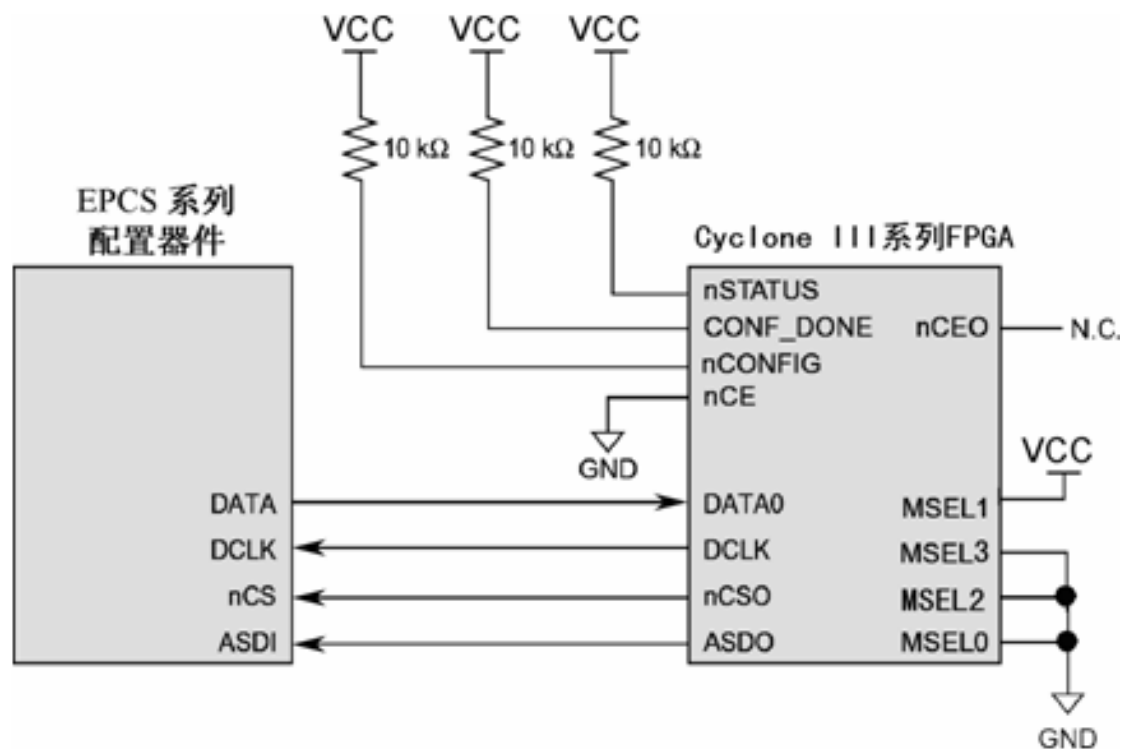 VCC VCC VCC
10 kΩ 10 kΩ 10 kΩ
EPCS 系列
配置器件
Cyclone III系列FPGA
nSTATUS
CONF_DONE nCEO N.C.
nCONFIG
nCE
GND
VCC
DATA DATA0 MSEL1
DCLK DCLK MSEL3
nCS nCSO MSEL2
ASDI ASDO MSEL0
GND